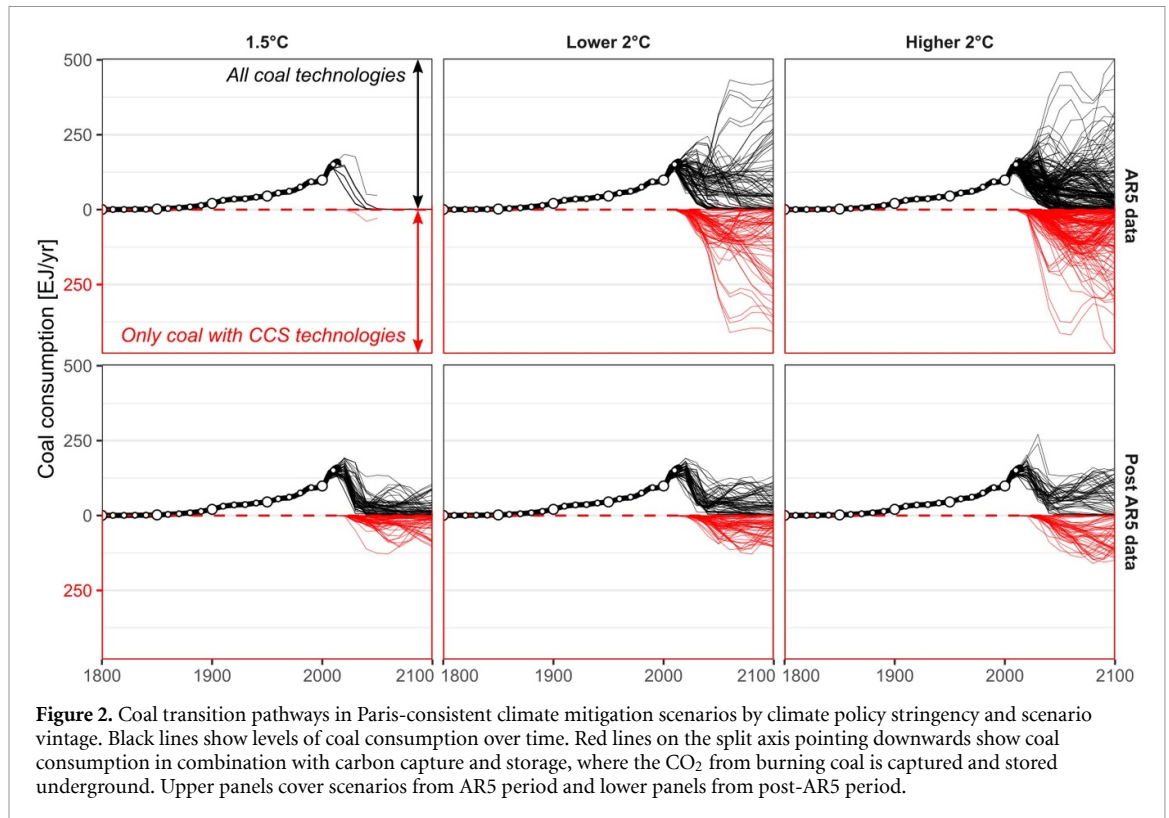 1.5°C
Lower 2°C
Higher 2°C
500
All coal technologies
250
0
250
Only coal with CCS technologies
AR5 data
Coal consumption [EJ/yr]
500
250
0
250
Post AR5 data
1800 1900 2000 2100
1800 1900 2000 2100
1800 1900 2000 2100
Figure 2. Coal transition pathways in Paris-consistent climate mitigation scenarios by climate policy stringency and scenario
vintage. Black lines show levels of coal consumption over time. Red lines on the split axis pointing downwards show coal
consumption in combination with carbon capture and storage, where the CO₂ from burning coal is captured and stored
underground. Upper panels cover scenarios from AR5 period and lower panels from post-AR5 period.